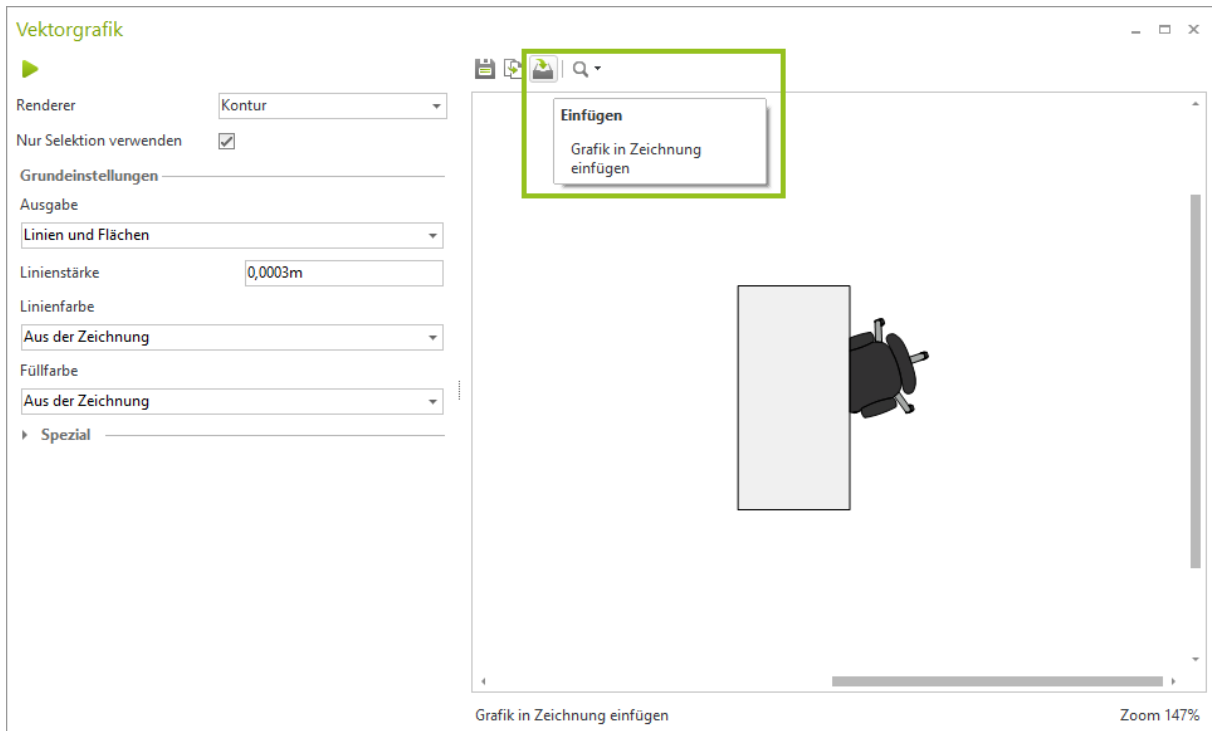 Vektorgrafik
Renderer
Kontur
Nur Selektion verwenden
Grundeinstellungen
Ausgabe
Linien und Flächen
Linienstärke
0,0003m
Linienfarbe
Aus der Zeichnung
Füllfarbe
Aus der Zeichnung
Spezial
Einfügen
Grafik in Zeichnung
einfügen
Grafik in Zeichnung einfügen
Zoom 147%